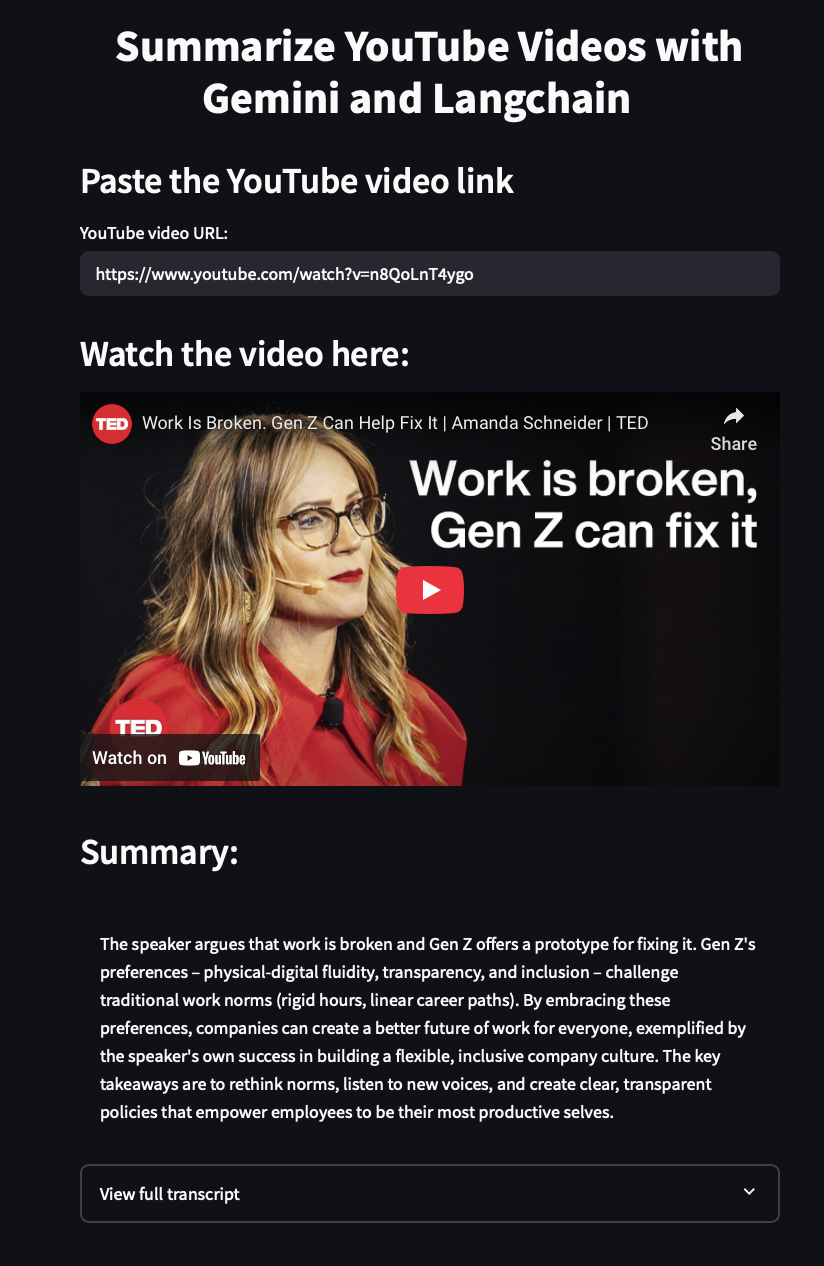 Summarize YouTube Videos with
Gemini and Langchain
Paste the YouTube video link
YouTube video URL:
https://www.youtube.com/watch?v=n8QoLnT4ygo
Watch the video here:
TED
Work Is Broken. Gen Z Can Help Fix It | Amanda Schneider | TED
Share
Work is broken,
Gen Z can fix it
TED
Watch on YouTube
Summary:
The speaker argues that work is broken and Gen Z offers a prototype for fixing it. Gen Z's
preferences – physical-digital fluidity, transparency, and inclusion – challenge
traditional work norms (rigid hours, linear career paths). By embracing these
preferences, companies can create a better future of work for everyone, exemplified by
the speaker's own success in building a flexible, inclusive company culture. The key
takeaways are to rethink norms, listen to new voices, and create clear, transparent
policies that empower employees to be their most productive selves.
View full transcript